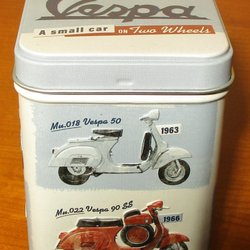 Vespa
A small car ON Two Wheels
Mu.018 Vespa 50
1963
Mu.022 Vespa 90 SS
1966